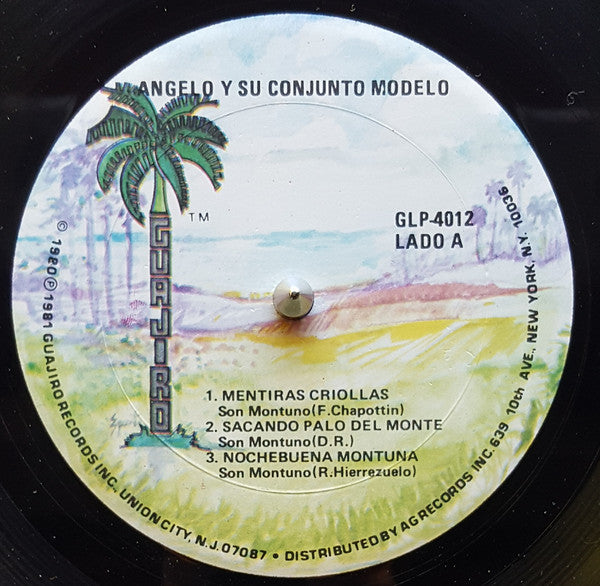 ANGELO Y SU CONJUNTO MODELO
TM
GUAJIRO
GLP-4012
LADO A
1. MENTIRAS CRIOLLAS
Son Montuno (F. Chapottin)
2. SACANDO PALO DEL MONTE
Son Montuno (D.R.)
3. NOCHEBUENA MONTUNA
Son Montuno (R. Hierrezuelo)
© 1980 ℗ 1981 GUAJIRO RECORDS INC., UNION CITY, N.J. 07087 • DISTRIBUTED BY AG RECORDS INC. 639 10th AVE., NEW YORK, N.Y. 10036